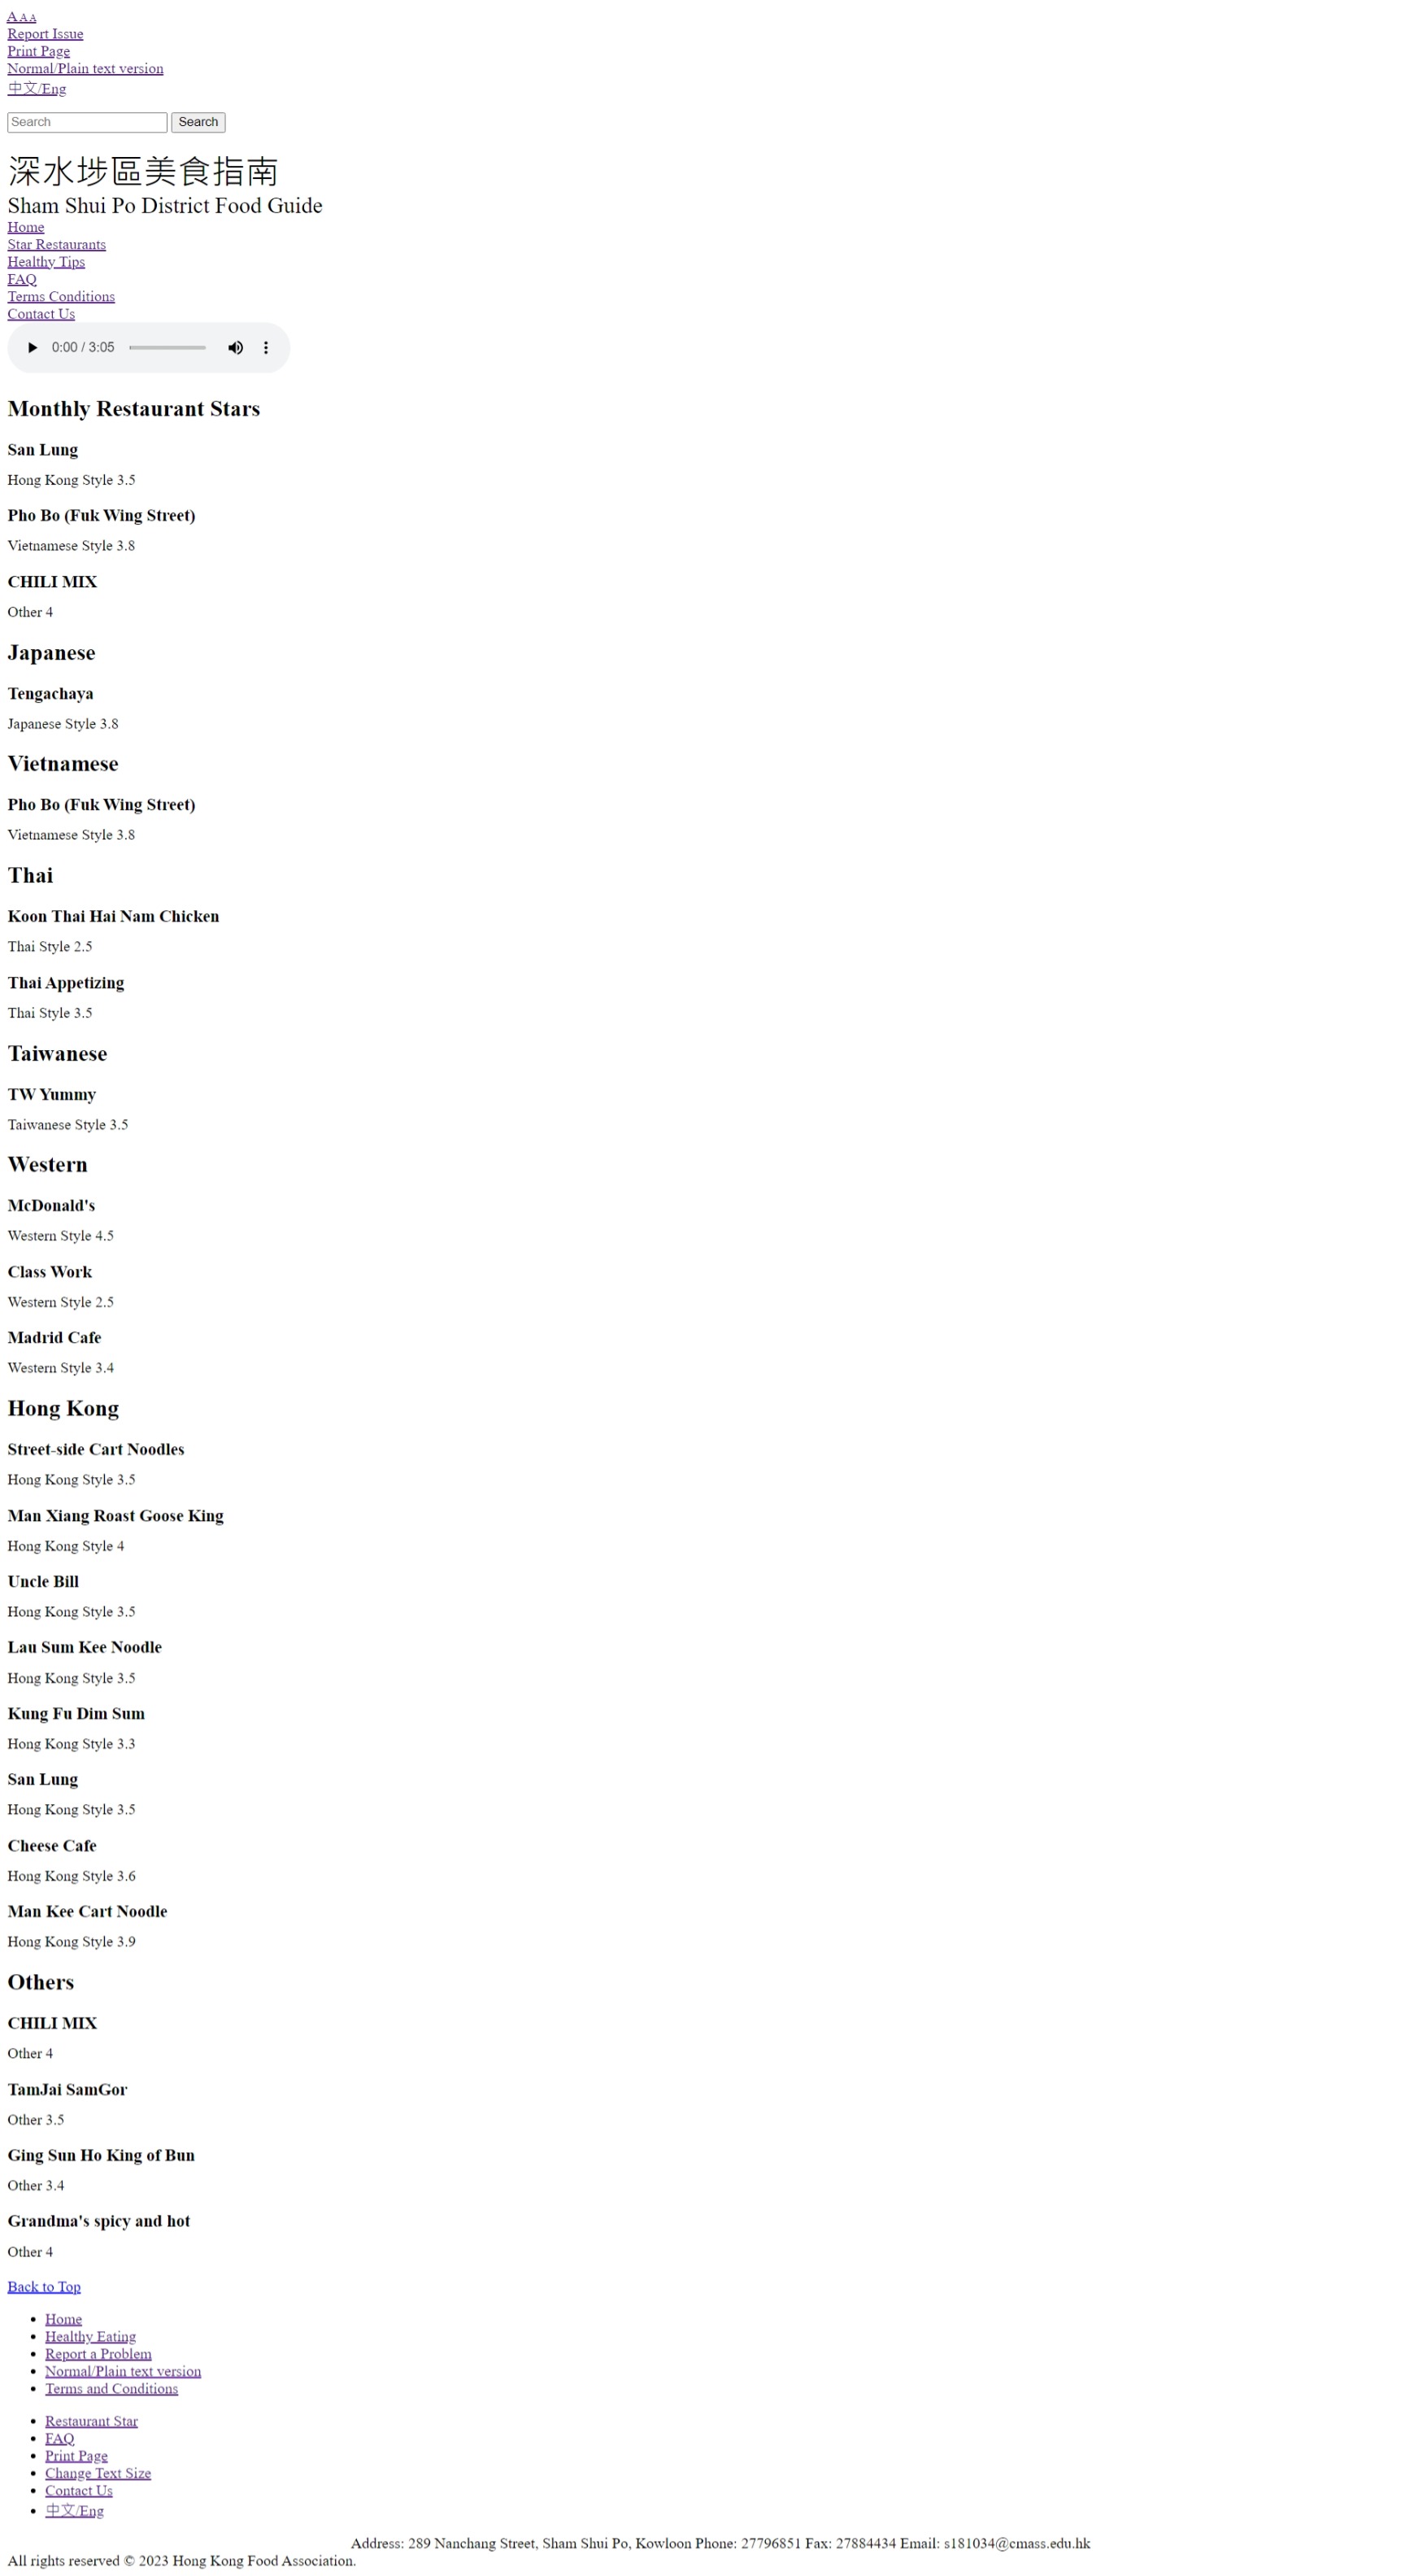 A A A
Report Issue
Print Page
Normal/Plain text version
中文/Eng
Search Search
深水埗區美食指南
Sham Shui Po District Food Guide
Home
Star Restaurants
Healthy Tips
FAQ
Terms Conditions
Contact Us
0:00 / 3:05
Monthly Restaurant Stars
San Lung
Hong Kong Style 3.5
Pho Bo (Fuk Wing Street)
Vietnamese Style 3.8
CHILI MIX
Other 4
Japanese
Tengachaya
Japanese Style 3.8
Vietnamese
Pho Bo (Fuk Wing Street)
Vietnamese Style 3.8
Thai
Koon Thai Hai Nam Chicken
Thai Style 2.5
Thai Appetizing
Thai Style 3.5
Taiwanese
TW Yummy
Taiwanese Style 3.5
Western
McDonald's
Western Style 4.5
Class Work
Western Style 2.5
Madrid Cafe
Western Style 3.4
Hong Kong
Street-side Cart Noodles
Hong Kong Style 3.5
Man Xiang Roast Goose King
Hong Kong Style 4
Uncle Bill
Hong Kong Style 3.5
Lau Sum Kee Noodle
Hong Kong Style 3.5
Kung Fu Dim Sum
Hong Kong Style 3.3
San Lung
Hong Kong Style 3.5
Cheese Cafe
Hong Kong Style 3.6
Man Kee Cart Noodle
Hong Kong Style 3.9
Others
CHILI MIX
Other 4
TamJai SamGor
Other 3.5
Ging Sun Ho King of Bun
Other 3.4
Grandma's spicy and hot
Other 4
Back to Top
Home
Healthy Eating
Report a Problem
Normal/Plain text version
Terms and Conditions
Restaurant Star
FAQ
Print Page
Change Text Size
Contact Us
中文/Eng
Address: 289 Nanchang Street, Sham Shui Po, Kowloon Phone: 27796851 Fax: 27884434 Email: s181034@cmass.edu.hk
All rights reserved © 2023 Hong Kong Food Association.